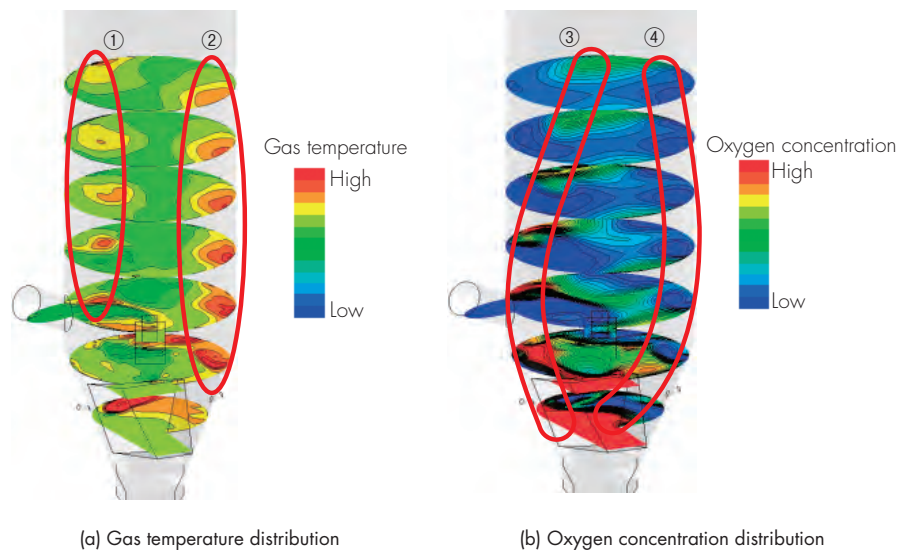 ①
②
Gas temperature
High
Low
(a) Gas temperature distribution
③
④
Oxygen concentration
High
Low
(b) Oxygen concentration distribution